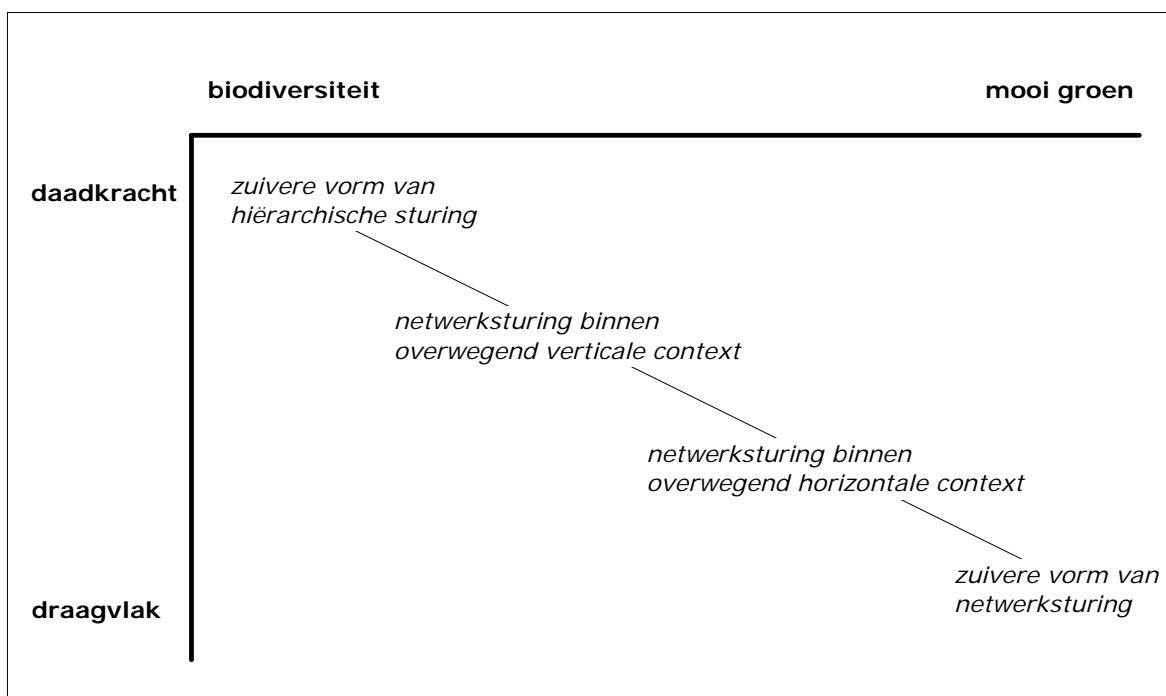 biodiversiteit mooi groen
daadkracht
zuivere vorm van
hiërarchische sturing
netwerksturing binnen
overwegend verticale context
netwerksturing binnen
overwegend horizontale context
zuivere vorm van
netwerksturing
draagvlak